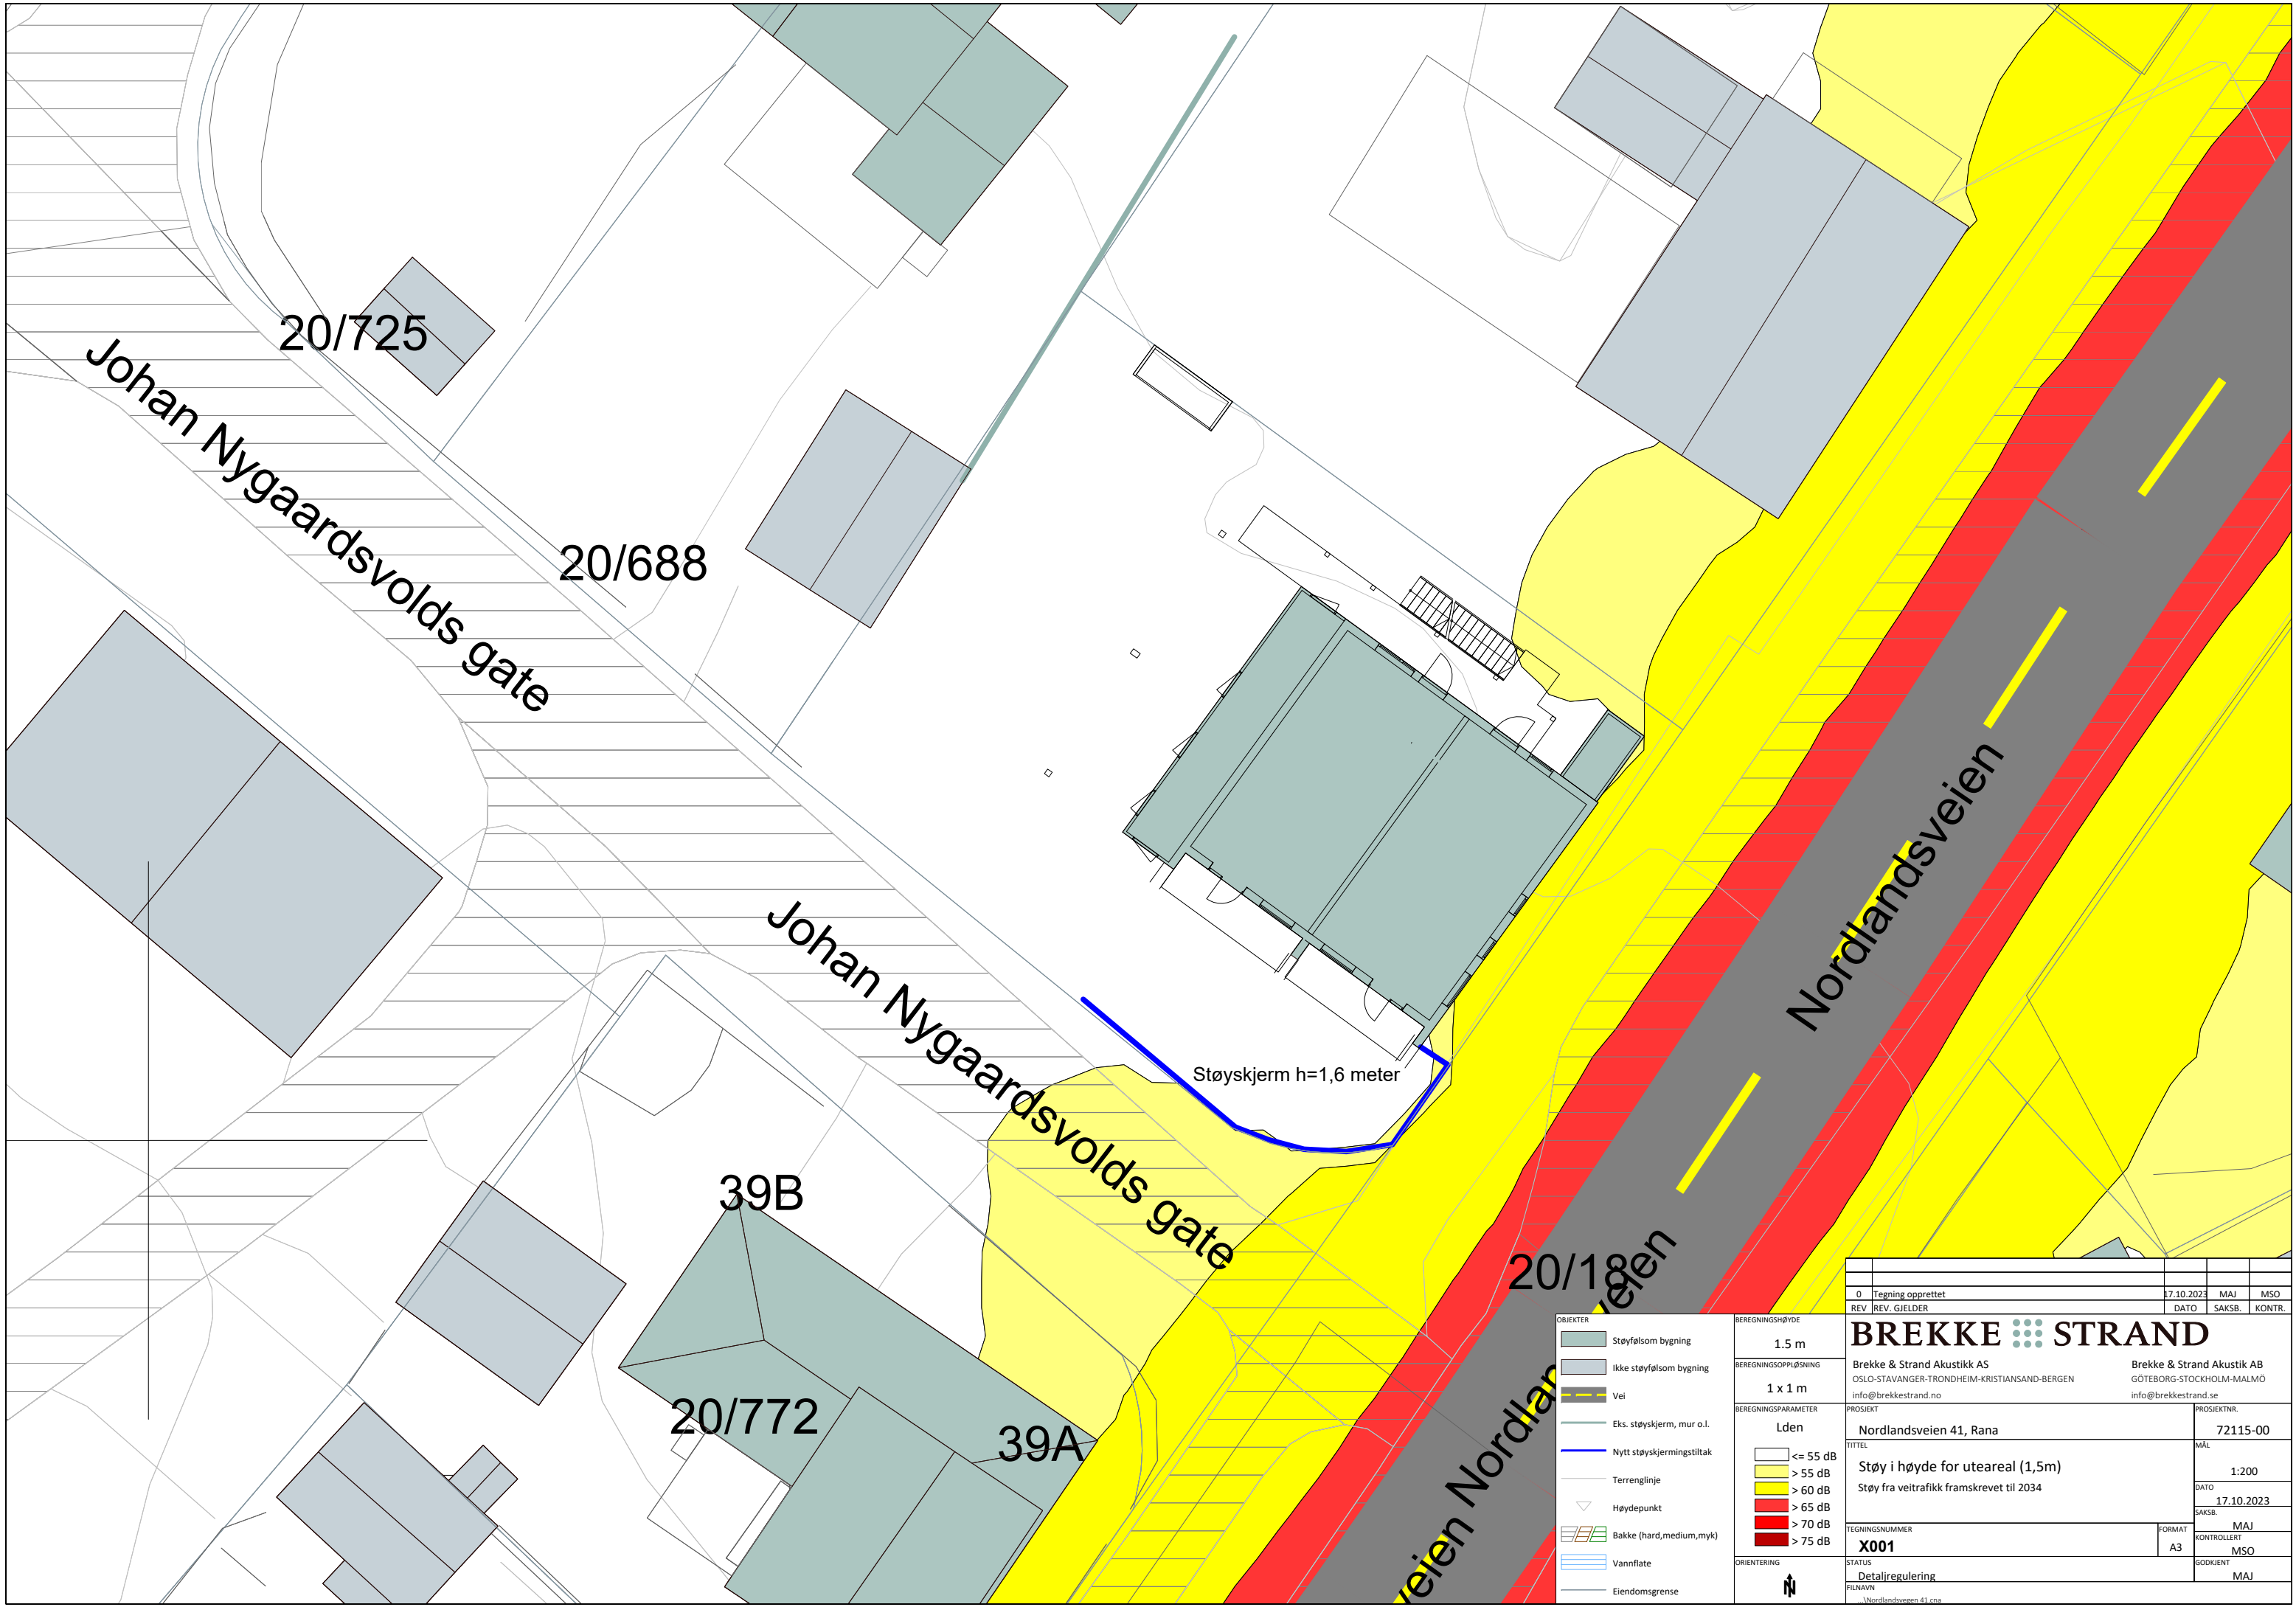 20/725
Johan Nygaardsvolds gate
20/688
Nordlandsveien
Johan Nygaardsvolds gate
Støyskjerm h=1,6 meter
39B
20/18
20/772
39A
veien Nordlandsveien
OBJEKTER
Støyfølsom bygning
Ikke støyfølsom bygning
Vei
Eks. støyskjerm, mur o.l.
Nytt støyskjermingstiltak
Terrenglinje
Høydepunkt
Bakke (hard,medium,myk)
Vannflate
Eiendomsgrense
BEREGNINGSHØYDE
1.5 m
BEREGNINGSOPPLØSNING
1 x 1 m
BEREGNINGSPARAMETER
Lden
<= 55 dB
> 55 dB
> 60 dB
> 65 dB
> 70 dB
> 75 dB
ORIENTERING
N
0 Tegning opprettet 17.10.2023 MAJ MSO
REV REV. GJELDER DATO SAKSB. KONTR.
BREKKE STRAND
Brekke & Strand Akustikk AS Brekke & Strand Akustik AB
OSLO-STAVANGER-TRONDHEIM-KRISTIANSAND-BERGEN GÖTEBORG-STOCKHOLM-MALMÖ
info@brekkestrand.no info@brekkestrand.se
PROSJEKT
Nordlandsveien 41, Rana
PROSJEKTNR.
72115-00
TITTEL
Støy i høyde for uteareal (1,5m)
Støy fra veitrafikk framskrevet til 2034
MÅL
1:200
DATO
17.10.2023
SAKSB.
MAJ
TEGNINGSNUMMER
X001
FORMAT
A3
KONTROLLERT
MSO
STATUS
Detaljregulering
GODKJENT
MAJ
FILNAVN
...\Nordlandsvegen 41.cna